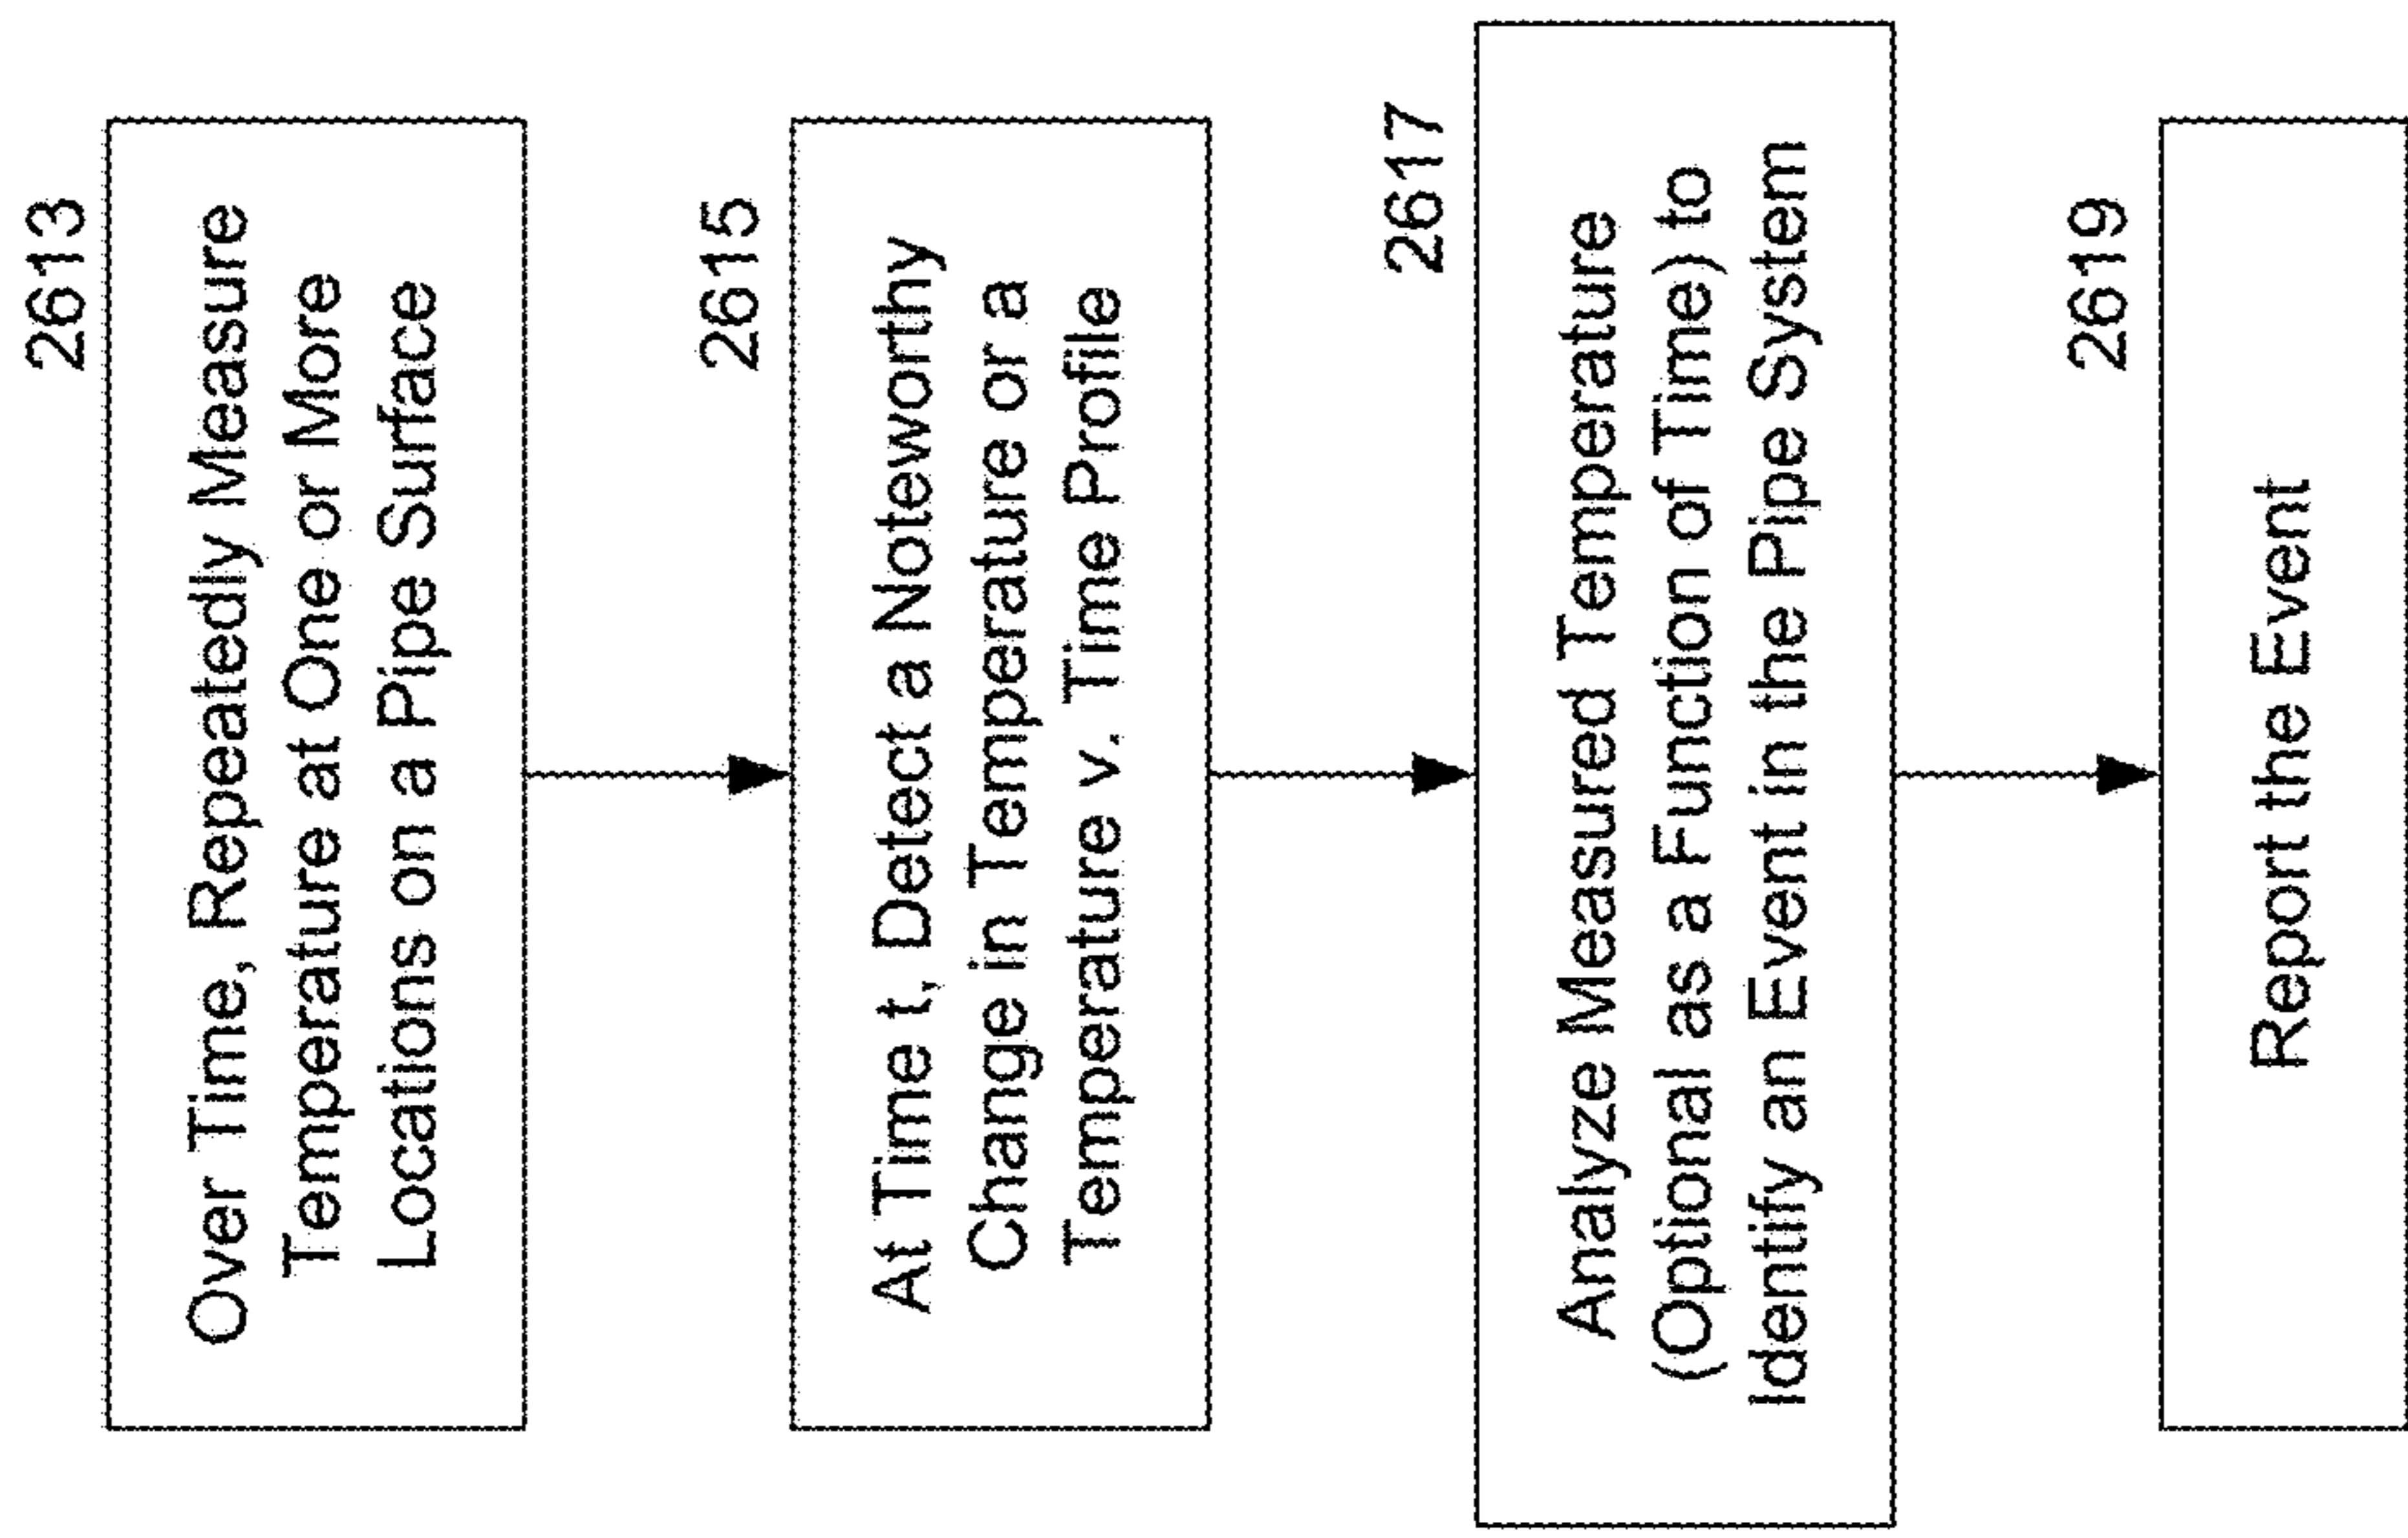 2613
Over Time, Repeatedly Measure
Temperature at One or More
Locations on a Pipe Surface
2615
At Time t, Detect a Noteworthy
Change in Temperature or a
Temperature v. Time Profile
2617
Analyze Measured Temperature
(Optional as a Function of Time) to
Identify an Event in the Pipe System
2619
Report the Event